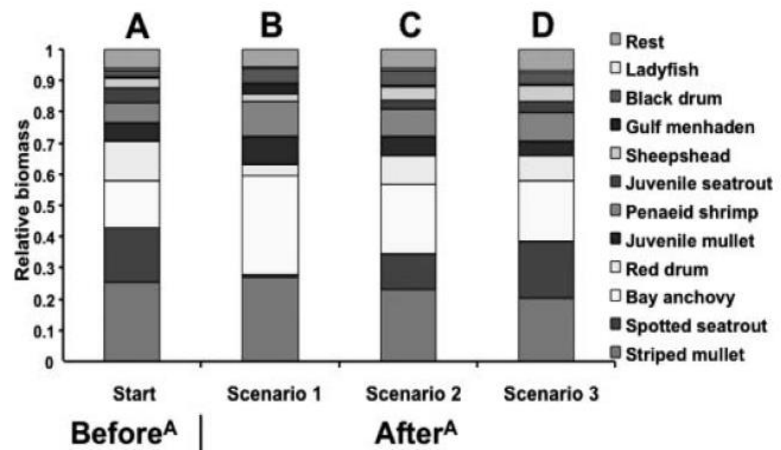 A B C D
1
0.9
0.8
0.7
0.6
0.5
0.4
0.3
0.2
0.1
0
Relative biomass
Start Scenario 1 Scenario 2 Scenario 3
BeforeA AfterA
Rest
Ladyfish
Black drum
Gulf menhaden
Sheepshead
Juvenile seatrout
Penaeid shrimp
Juvenile mullet
Red drum
Bay anchovy
Spotted seatrout
Striped mullet